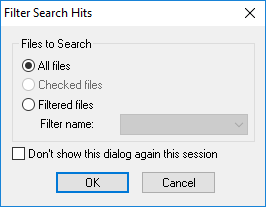 Filter Search Hits
Files to Search
All files
Checked files
Filtered files
Filter name:
Don't show this dialog again this session
OK
Cancel